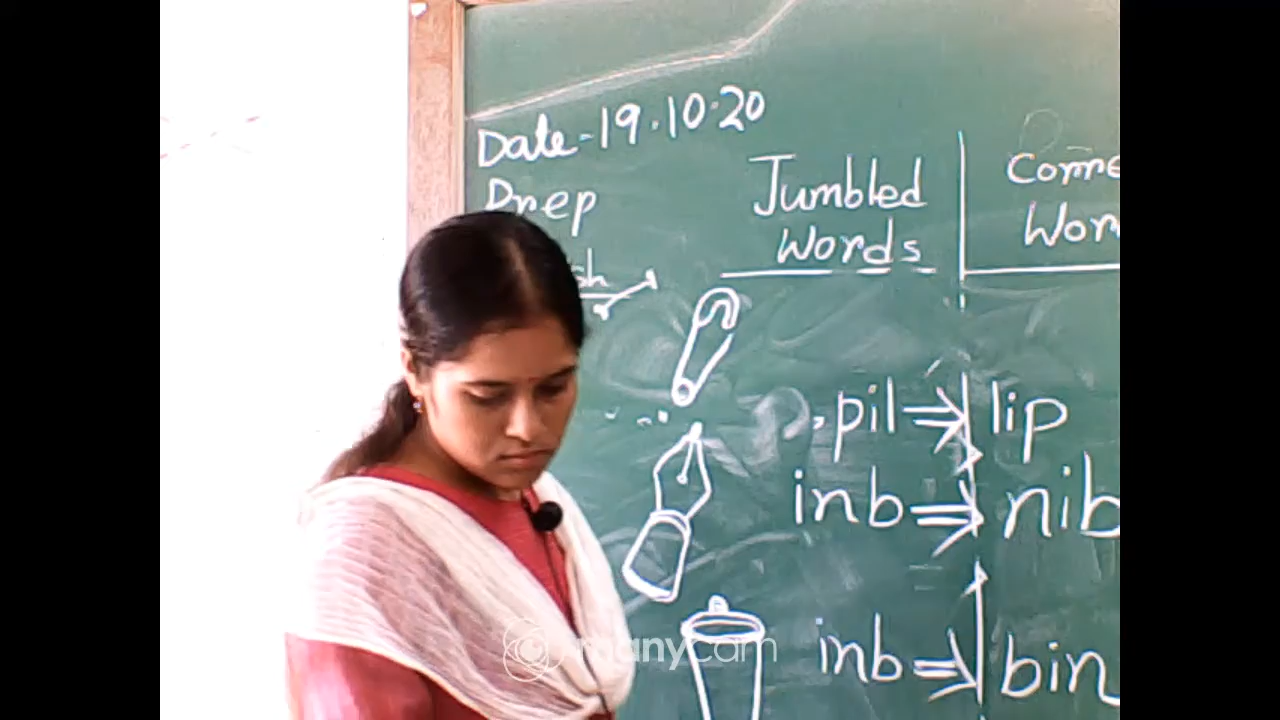 Date-19.10.20
Prep
sh
Jumbled
Words
Corre
Wor
pil ⇒ lip
inb ⇒ nib
inb ⇒ bin
manycam